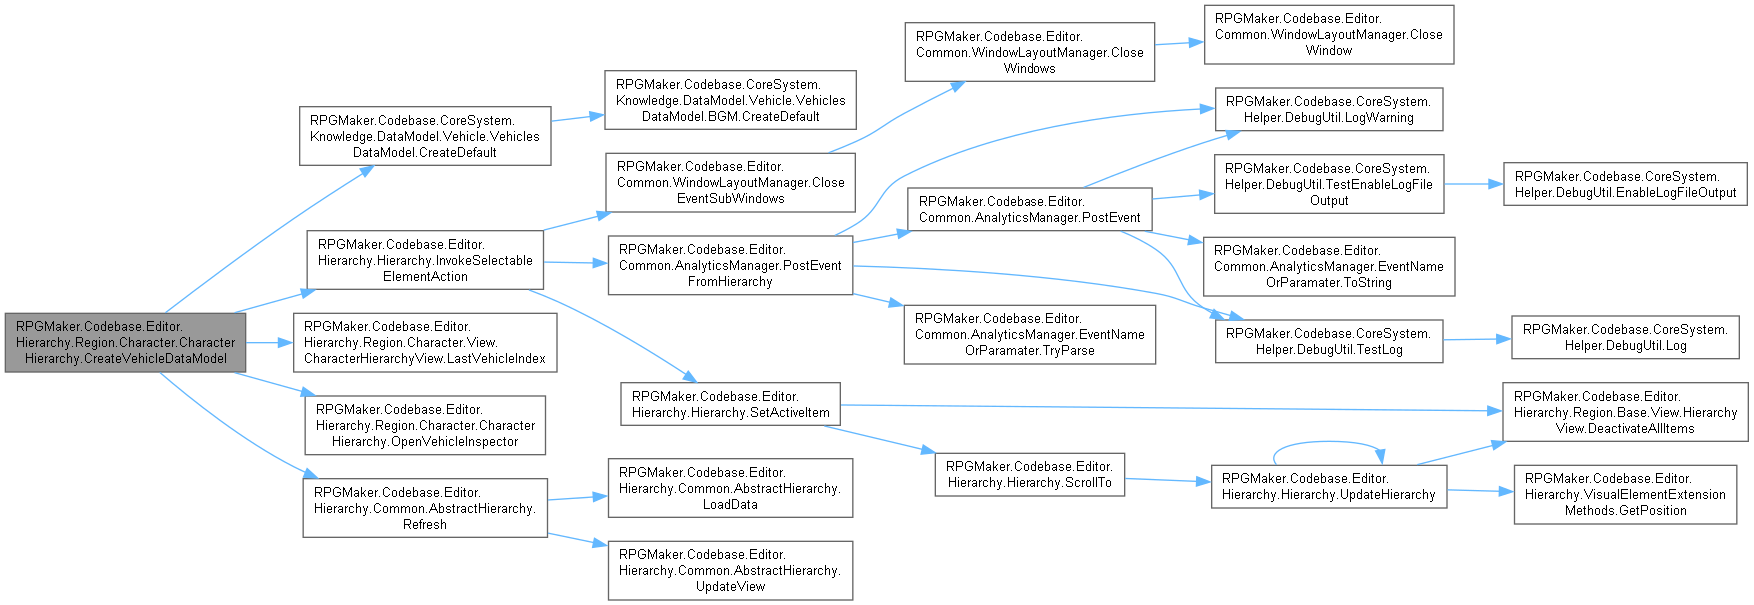 RPGMaker.Codebase.Editor.
Hierarchy.Region.Character.Character
Hierarchy.CreateVehicleDataModel
RPGMaker.Codebase.CoreSystem.
Knowledge.DataModel.Vehicle.Vehicles
DataModel.CreateDefault
RPGMaker.Codebase.CoreSystem.
Knowledge.DataModel.Vehicle.Vehicles
DataModel.BGM.CreateDefault
RPGMaker.Codebase.Editor.
Hierarchy.Hierarchy.InvokeSelectable
ElementAction
RPGMaker.Codebase.Editor.
Common.WindowLayoutManager.Close
EventSubWindows
RPGMaker.Codebase.Editor.
Common.WindowLayoutManager.Close
Windows
RPGMaker.Codebase.Editor.
Common.WindowLayoutManager.Close
Window
RPGMaker.Codebase.Editor.
Common.AnalyticsManager.PostEvent
FromHierarchy
RPGMaker.Codebase.Editor.
Common.AnalyticsManager.PostEvent
RPGMaker.Codebase.CoreSystem.
Helper.DebugUtil.LogWarning
RPGMaker.Codebase.CoreSystem.
Helper.DebugUtil.TestEnableLogFile
Output
RPGMaker.Codebase.CoreSystem.
Helper.DebugUtil.EnableLogFileOutput
RPGMaker.Codebase.Editor.
Common.AnalyticsManager.EventName
OrParamater.ToString
RPGMaker.Codebase.Editor.
Common.AnalyticsManager.EventName
OrParamater.TryParse
RPGMaker.Codebase.CoreSystem.
Helper.DebugUtil.TestLog
RPGMaker.Codebase.CoreSystem.
Helper.DebugUtil.Log
RPGMaker.Codebase.Editor.
Hierarchy.Region.Character.View.
CharacterHierarchyView.LastVehicleIndex
RPGMaker.Codebase.Editor.
Hierarchy.Hierarchy.SetActiveItem
RPGMaker.Codebase.Editor.
Hierarchy.Region.Base.View.Hierarchy
View.DeactivateAllItems
RPGMaker.Codebase.Editor.
Hierarchy.Region.Character.Character
Hierarchy.OpenVehicleInspector
RPGMaker.Codebase.Editor.
Hierarchy.Hierarchy.ScrollTo
RPGMaker.Codebase.Editor.
Hierarchy.Hierarchy.UpdateHierarchy
RPGMaker.Codebase.Editor.
Hierarchy.VisualElementExtension
Methods.GetPosition
RPGMaker.Codebase.Editor.
Hierarchy.Common.AbstractHierarchy.
Refresh
RPGMaker.Codebase.Editor.
Hierarchy.Common.AbstractHierarchy.
LoadData
RPGMaker.Codebase.Editor.
Hierarchy.Common.AbstractHierarchy.
UpdateView